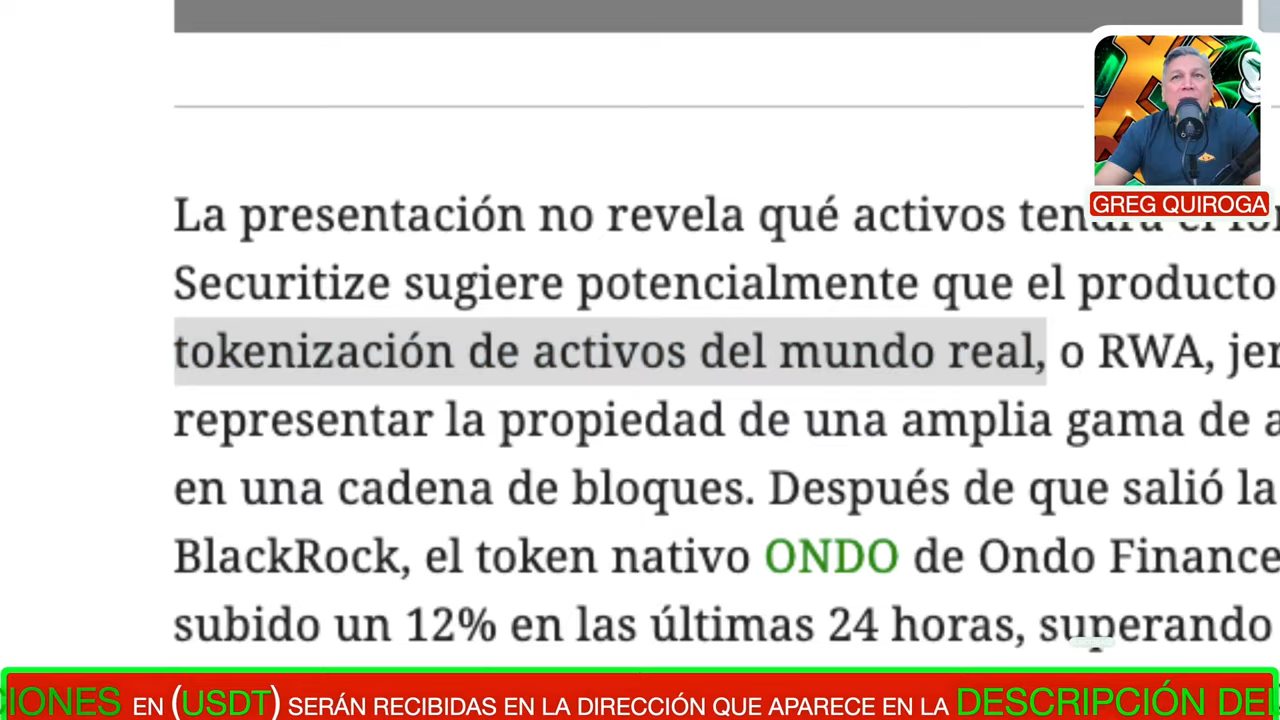 GREG QUIROGA
La presentación no revela qué activos tendrá el
Securitize sugiere potencialmente que el producto
tokenización de activos del mundo real, o RWA,
representar la propiedad de una amplia gama de
en una cadena de bloques. Después de que salió la
BlackRock, el token nativo ONDO de Ondo Finance
subido un 12% en las últimas 24 horas, superando
EN (USDT) SERÁN RECIBIDAS EN LA DIRECCIÓN QUE APARECE EN LA DESCRIPCIÓN